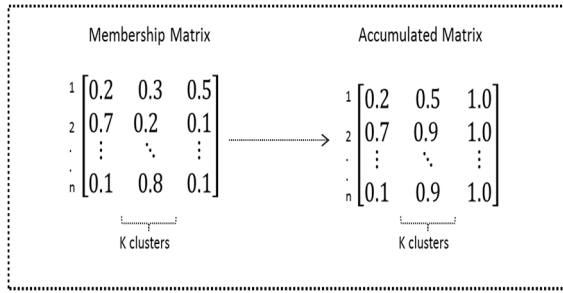 Membership Matrix
1 0.2 0.3 0.5
2 0.7 0.2 0.1
. ⋮ ⋱ ⋮
.
n 0.1 0.8 0.1
K clusters
Accumulated Matrix
1 0.2 0.5 1.0
2 0.7 0.9 1.0
. ⋮ ⋱ ⋮
.
n 0.1 0.9 1.0
K clusters